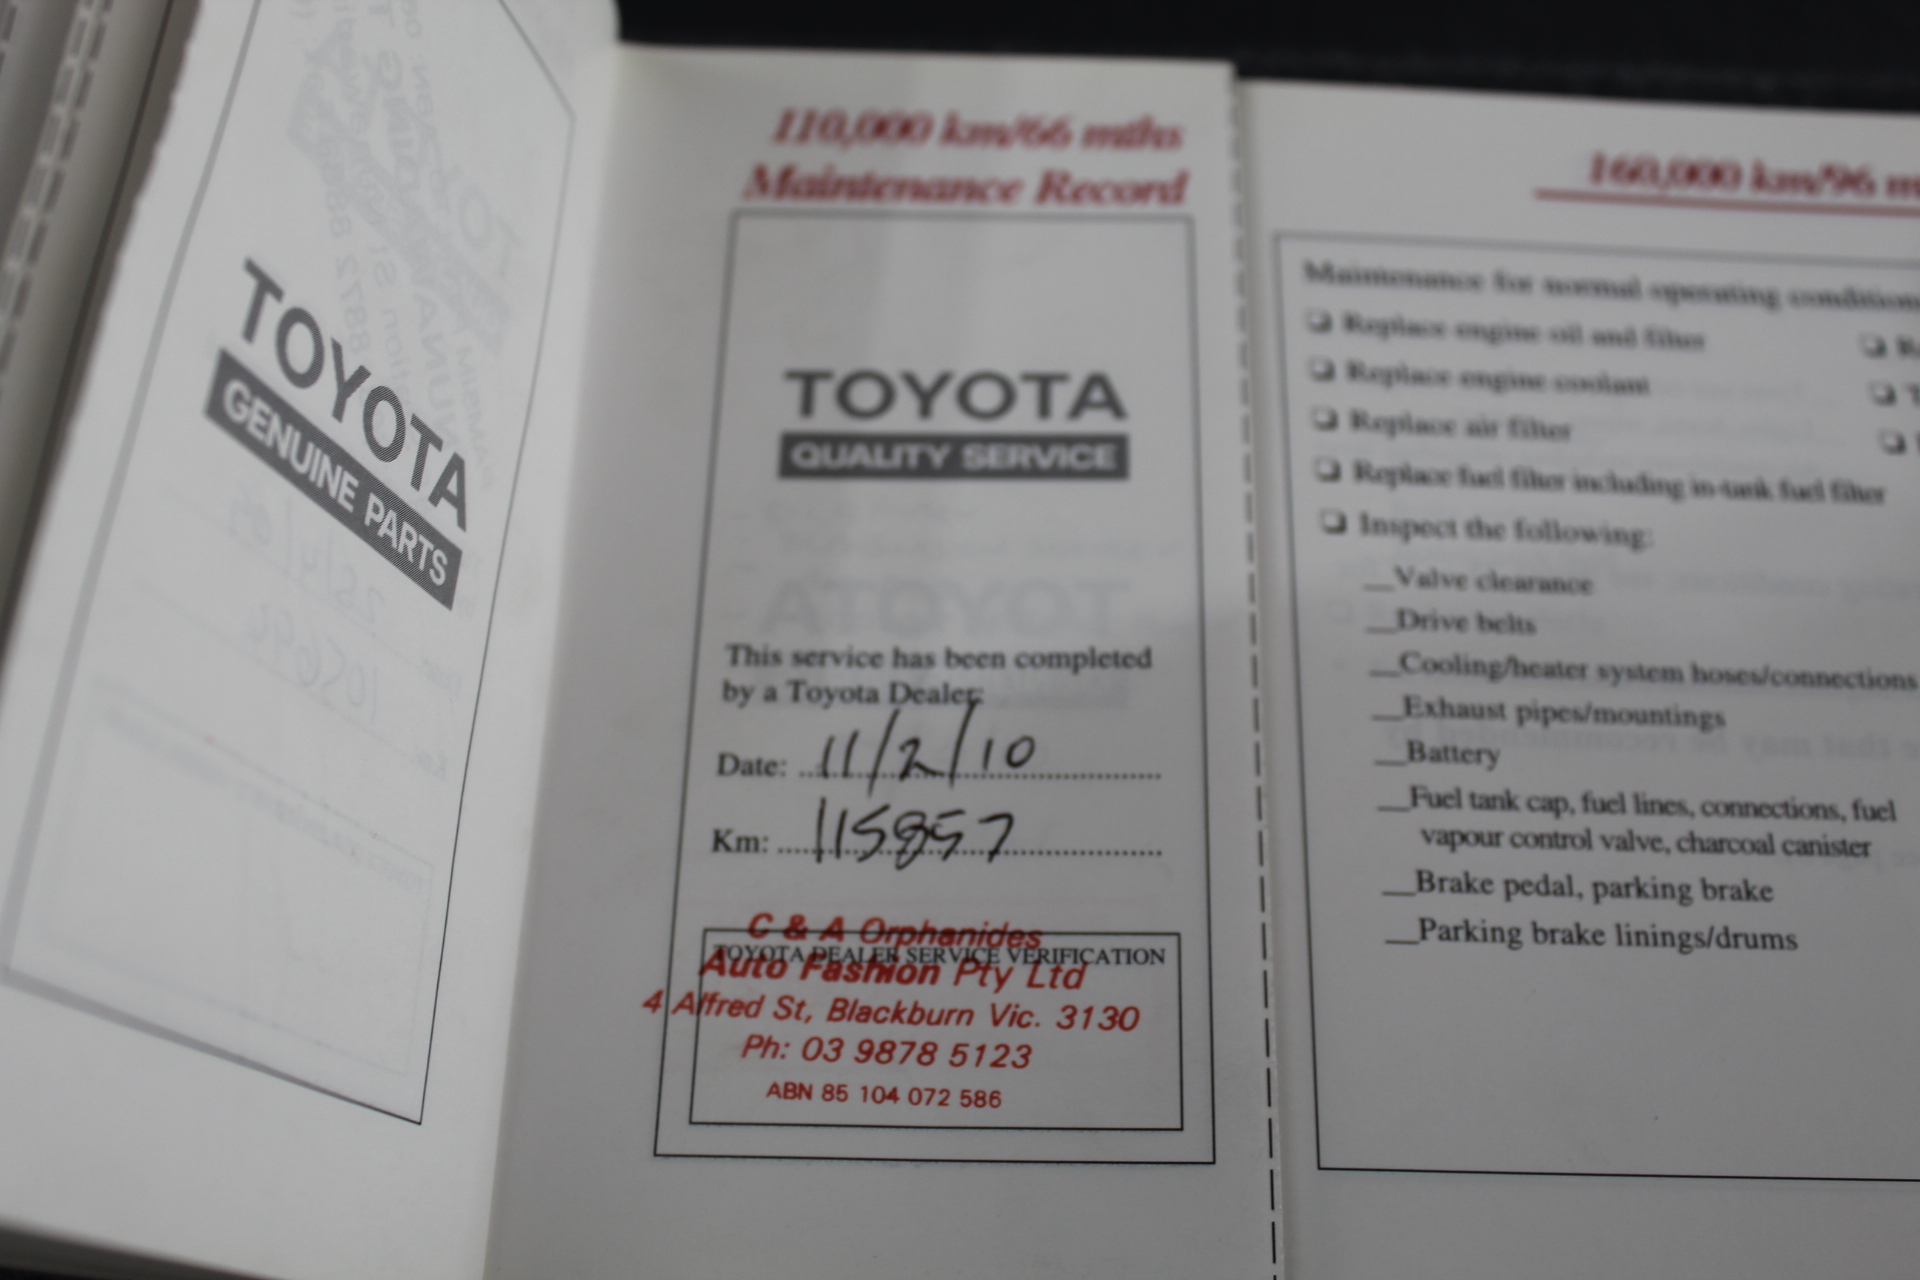 TOYOTA
GENUINE PARTS
110,000 km/66 mths
Maintenance Record
TOYOTA
QUALITY SERVICE
This service has been completed
by a Toyota Dealer:
Date: 11/2/10
Km: 115857
C & A Orphanides
TOYOTA DEALER SERVICE VERIFICATION
Auto Fashion Pty Ltd
4 Alfred St, Blackburn Vic. 3130
Ph: 03 9878 5123
ABN 85 104 072 586
160,000 km/96 m
Maintenance for normal operating condition
❏ Replace engine oil and filter
❏ Replace engine coolant
❏ Replace air filter
❏ Replace fuel filter including in-tank fuel filter
❏ Inspect the following:
__Valve clearance
__Drive belts
__Cooling/heater system hoses/connections
__Exhaust pipes/mountings
__Battery
__Fuel tank cap, fuel lines, connections, fuel
vapour control valve, charcoal canister
__Brake pedal, parking brake
__Parking brake linings/drums